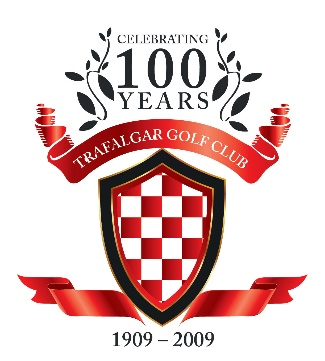 CELEBRATING
100
YEARS
TRAFALGAR GOLF CLUB
1909 – 2009